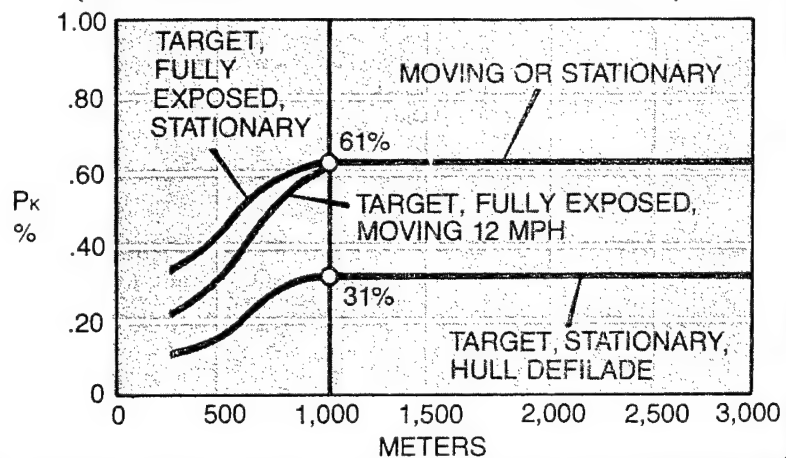 1.00
.80
.60
.40
.20
0
PK
%
TARGET,
FULLY
EXPOSED,
STATIONARY
MOVING OR STATIONARY
61%
TARGET, FULLY EXPOSED,
MOVING 12 MPH
31%
TARGET, STATIONARY,
HULL DEFILADE
0 500 1,000 1,500 2,000 2,500 3,000
METERS